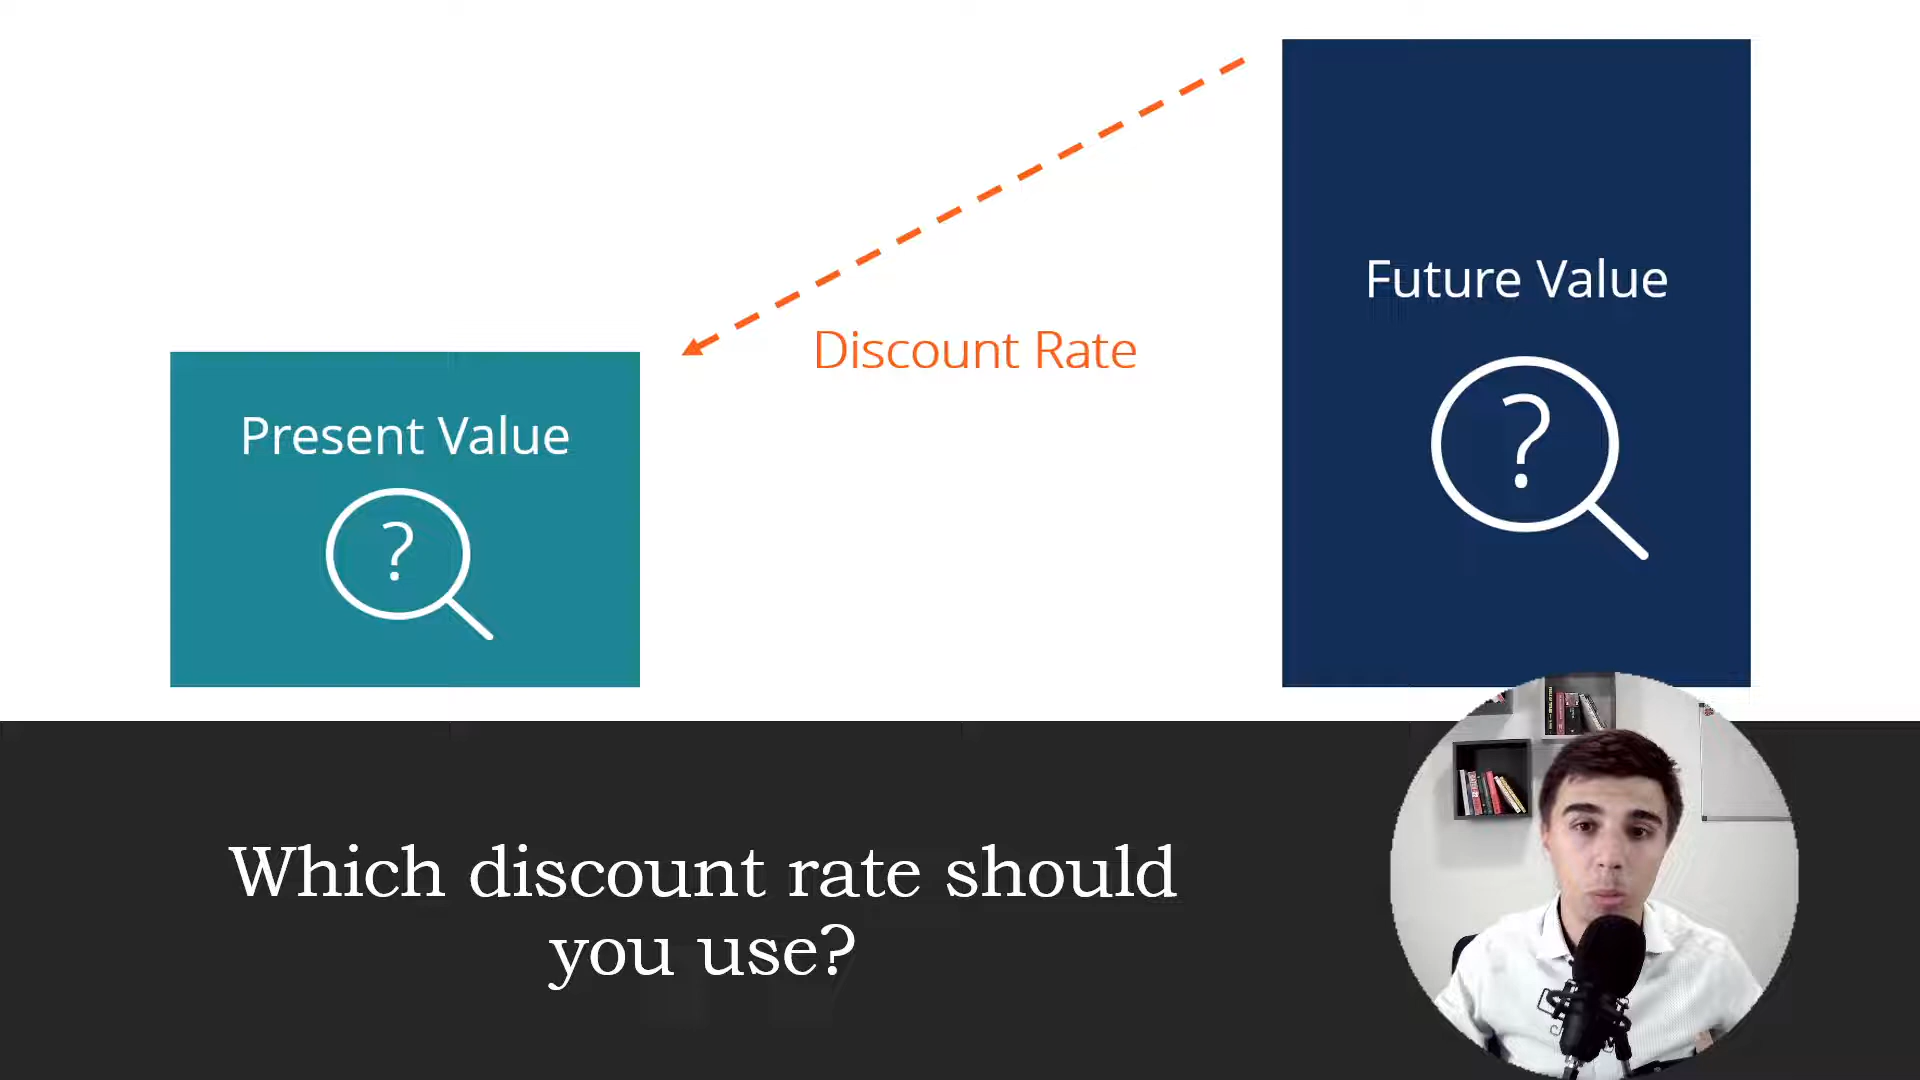 Future Value
?
Discount Rate
Present Value
?
Which discount rate should
you use?